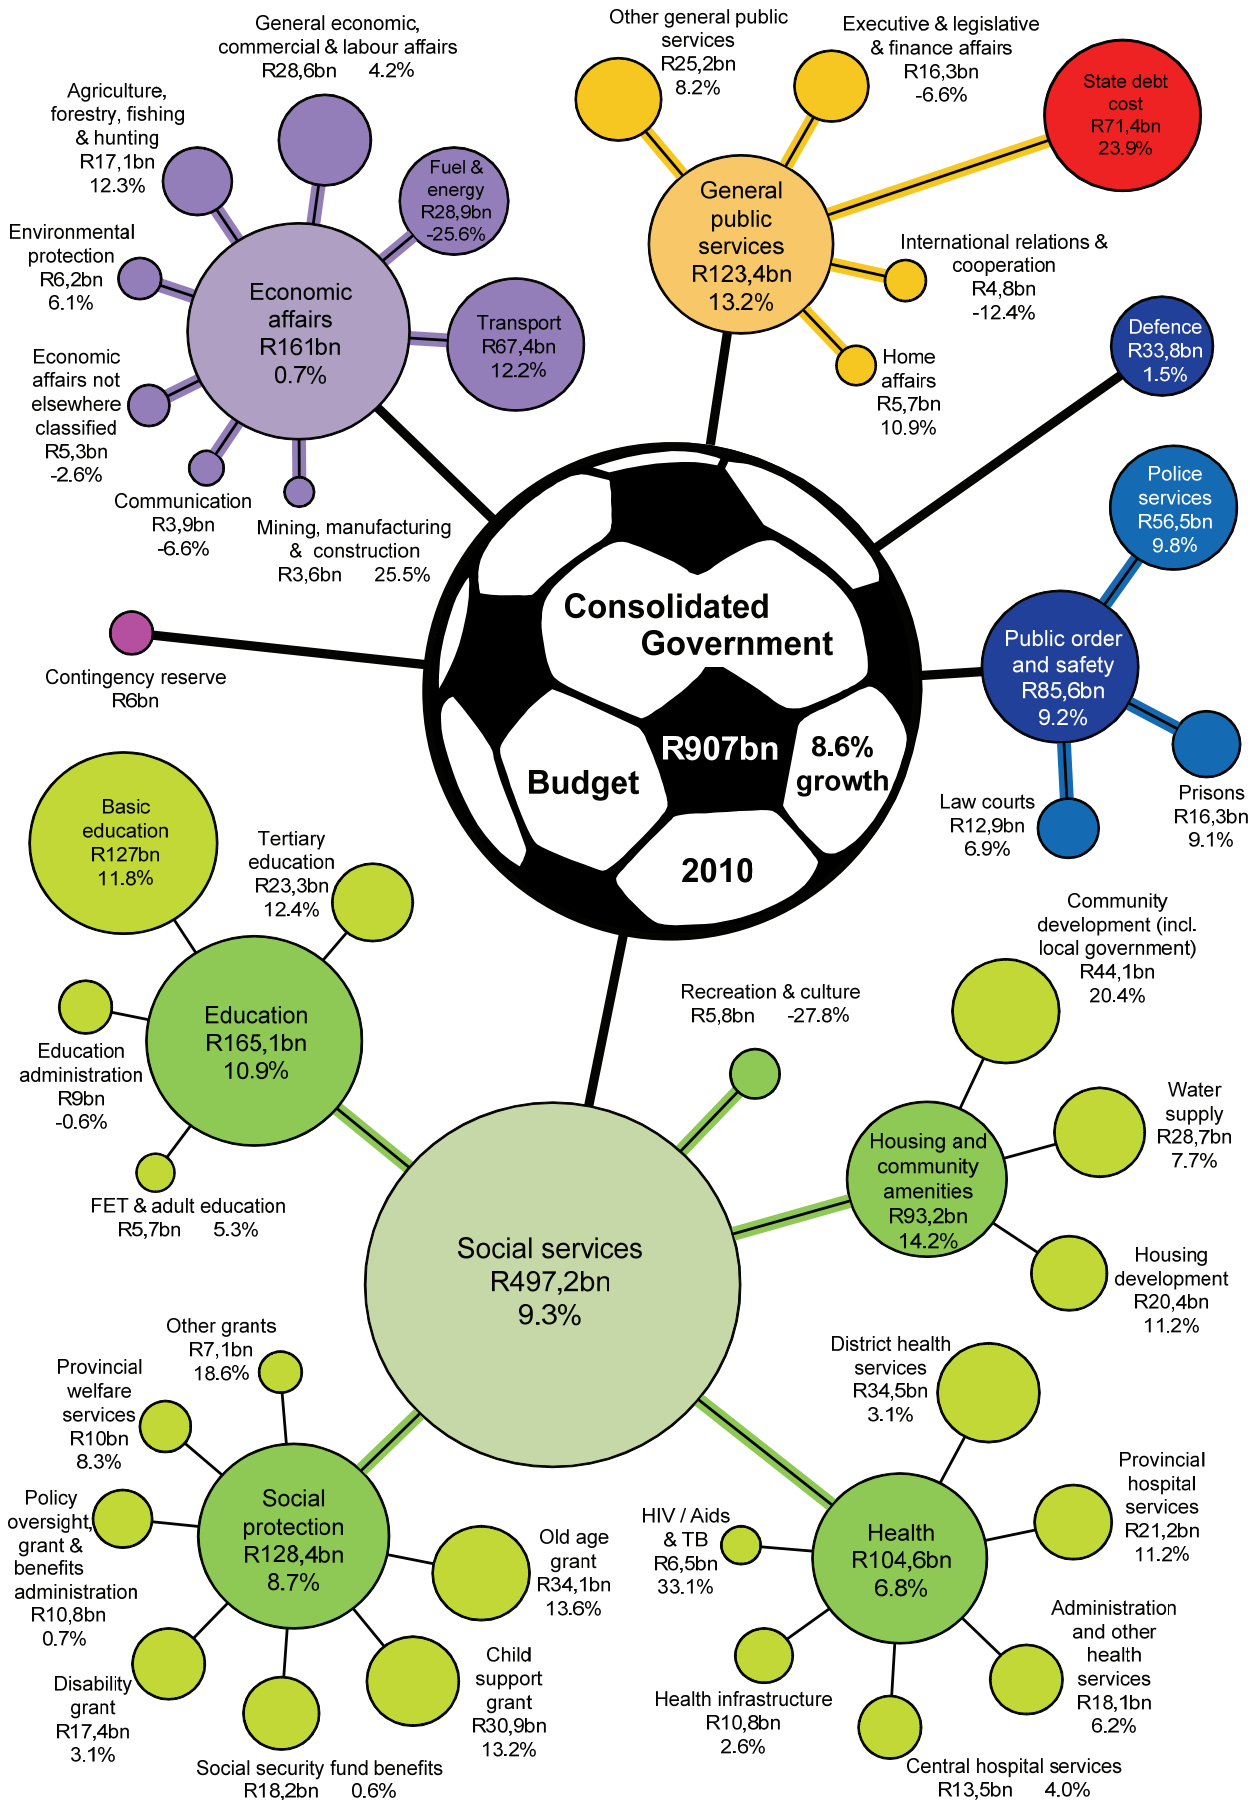 General economic,
commercial & labour affairs
R28,6bn 4.2%
Agriculture,
forestry, fishing
& hunting
R17,1bn
12.3%
Fuel &
energy
R28,9bn
-25.6%
Environmental
protection
R6,2bn
6.1%
Economic
affairs
R161bn
0.7%
Transport
R67,4bn
12.2%
Economic
affairs not
elsewhere
classified
R5,3bn
-2.6%
Communication
R3,9bn
-6.6%
Mining, manufacturing
& construction
R3,6bn 25.5%
Other general public
services
R25,2bn
8.2%
Executive & legislative
& finance affairs
R16,3bn
-6.6%
State debt
cost
R71,4bn
23.9%
General
public
services
R123,4bn
13.2%
International relations &
cooperation
R4,8bn
-12.4%
Home
affairs
R5,7bn
10.9%
Defence
R33,8bn
1.5%
Police
services
R56,5bn
9.8%
Public order
and safety
R85,6bn
9.2%
Prisons
R16,3bn
9.1%
Law courts
R12,9bn
6.9%
Consolidated
Government
Budget
R907bn
8.6%
growth
2010
Contingency reserve
R6bn
Basic
education
R127bn
11.8%
Tertiary
education
R23,3bn
12.4%
Education
R165,1bn
10.9%
Education
administration
R9bn
-0.6%
FET & adult education
R5,7bn 5.3%
Recreation & culture
R5,8bn -27.8%
Community
development (incl.
local government)
R44,1bn
20.4%
Water
supply
R28,7bn
7.7%
Housing and
community
amenities
R93,2bn
14.2%
Housing
development
R20,4bn
11.2%
Social services
R497,2bn
9.3%
Other grants
R7,1bn
18.6%
Provincial
welfare
services
R10bn
8.3%
Policy
oversight,
grant &
benefits
administration
R10,8bn
0.7%
Social
protection
R128,4bn
8.7%
Old age
grant
R34,1bn
13.6%
Disability
grant
R17,4bn
3.1%
Social security fund benefits
R18,2bn 0.6%
Child
support
grant
R30,9bn
13.2%
District health
services
R34,5bn
3.1%
Provincial
hospital
services
R21,2bn
11.2%
HIV / Aids
& TB
R6,5bn
33.1%
Health
R104,6bn
6.8%
Administration
and other
health
services
R18,1bn
6.2%
Health infrastructure
R10,8bn
2.6%
Central hospital services
R13,5bn 4.0%